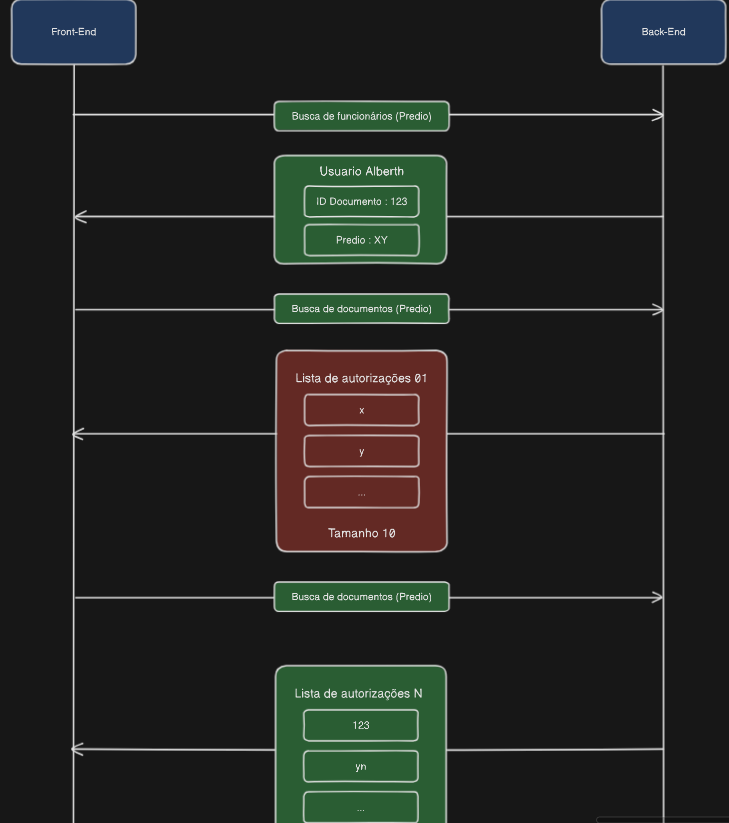 Front-End
Back-End
Busca de funcionários (Predio)
Usuario Alberth
ID Documento : 123
Predio : XY
Busca de documentos (Predio)
Lista de autorizações 01
x
y
...
Tamanho 10
Busca de documentos (Predio)
Lista de autorizações N
123
yn
...